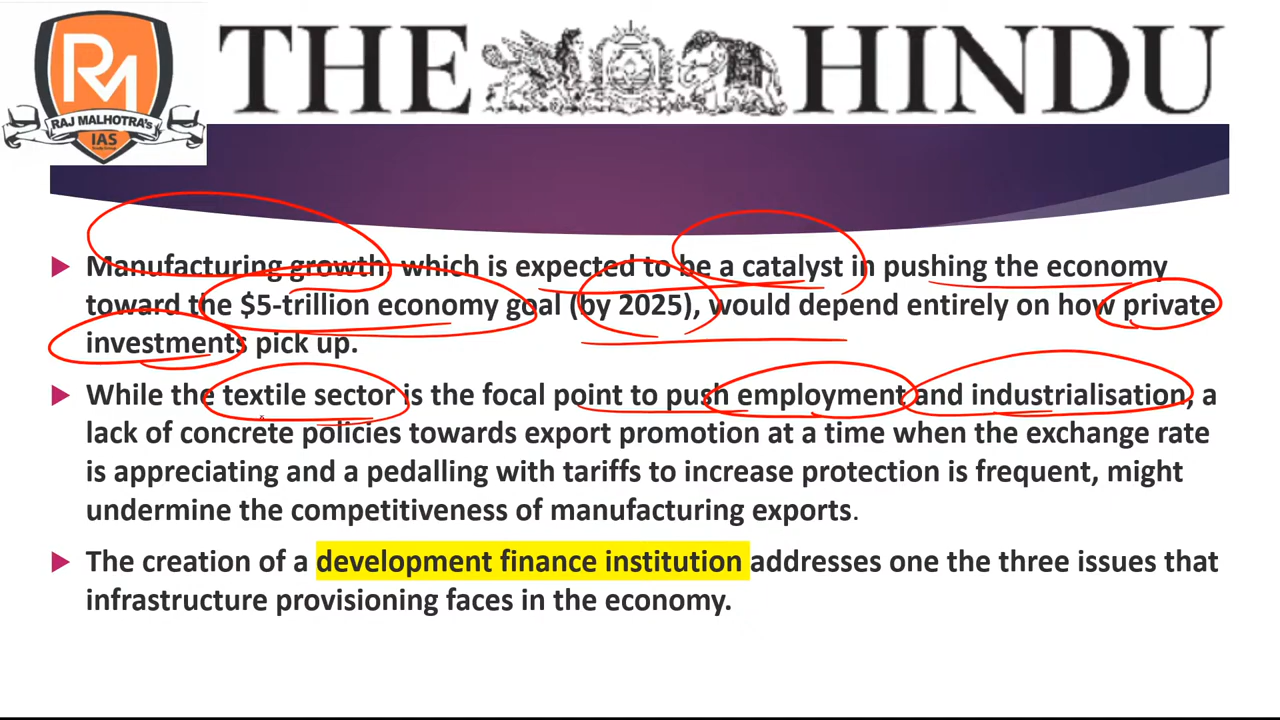 RM
RAJ MALHOTRA's
IAS
THE HINDU
Manufacturing growth, which is expected to be a catalyst in pushing the economy
toward the $5-trillion economy goal (by 2025), would depend entirely on how private
investments pick up.
While the textile sector is the focal point to push employment and industrialisation, a
lack of concrete policies towards export promotion at a time when the exchange rate
is appreciating and a pedalling with tariffs to increase protection is frequent, might
undermine the competitiveness of manufacturing exports.
The creation of a development finance institution addresses one the three issues that
infrastructure provisioning faces in the economy.